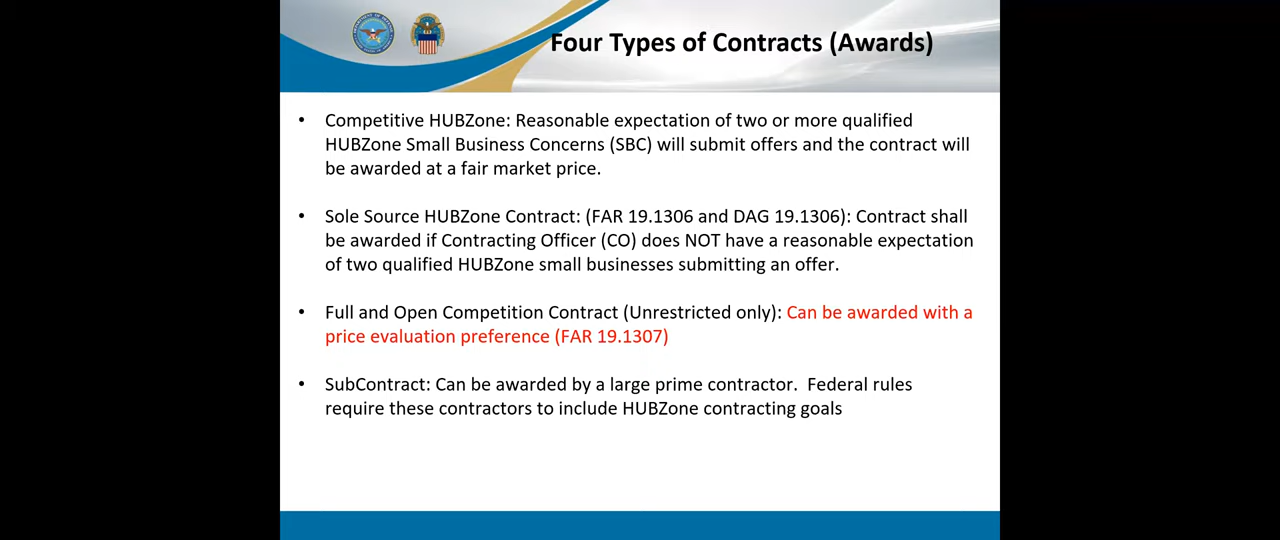 Four Types of Contracts (Awards)
• Competitive HUBZone: Reasonable expectation of two or more qualified
HUBZone Small Business Concerns (SBC) will submit offers and the contract will
be awarded at a fair market price.
• Sole Source HUBZone Contract: (FAR 19.1306 and DAG 19.1306): Contract shall
be awarded if Contracting Officer (CO) does NOT have a reasonable expectation
of two qualified HUBZone small businesses submitting an offer.
• Full and Open Competition Contract (Unrestricted only): Can be awarded with a
price evaluation preference (FAR 19.1307)
• SubContract: Can be awarded by a large prime contractor.  Federal rules
require these contractors to include HUBZone contracting goals